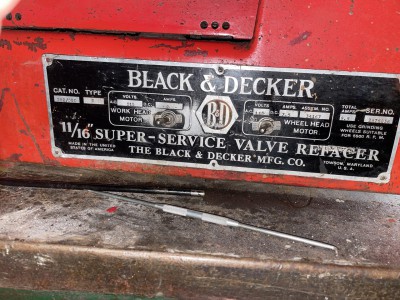 BLACK & DECKER
CAT. NO. TYPE
VOLTS AMPS.
WORK HEAD MOTOR
B&D
VOLTS AMPS. ASSEM. NO.
WHEEL HEAD MOTOR
TOTAL AMPS SER. NO.
USE GRINDING WHEELS SUITABLE FOR R.P.M.
11/16" SUPER-SERVICE VALVE REFACER
MADE IN THE UNITED STATES OF AMERICA
THE BLACK & DECKER MFG. CO.
TOWSON, MARYLAND U.S.A.